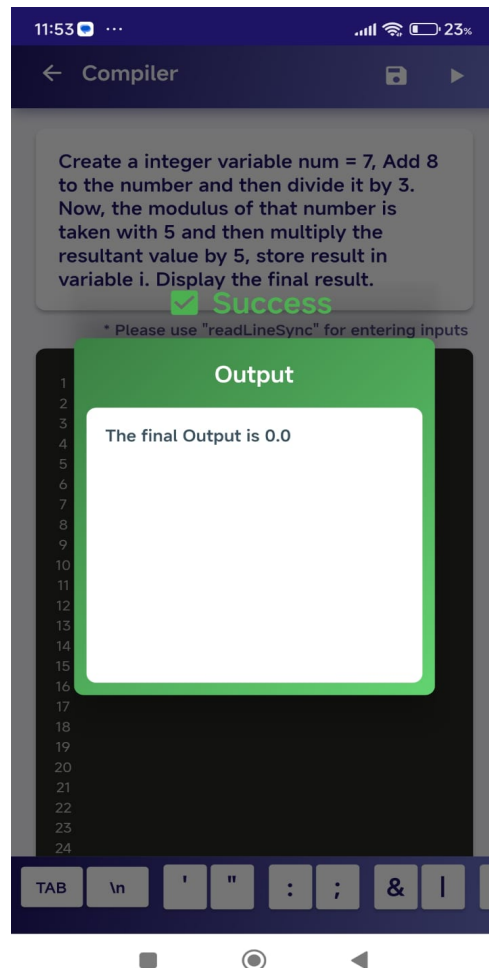 11:53 ... 23%
Compiler
Create a integer variable num = 7, Add 8
to the number and then divide it by 3.
Now, the modulus of that number is
taken with 5 and then multiply the
resultant value by 5, store result in
variable i. Display the final result.
Success
* Please use "readLineSync" for entering inputs
Output
The final Output is 0.0
1
2
3
4
5
6
7
8
9
10
11
12
13
14
15
16
17
18
19
20
21
22
23
24
TAB \n ' " : ; & |